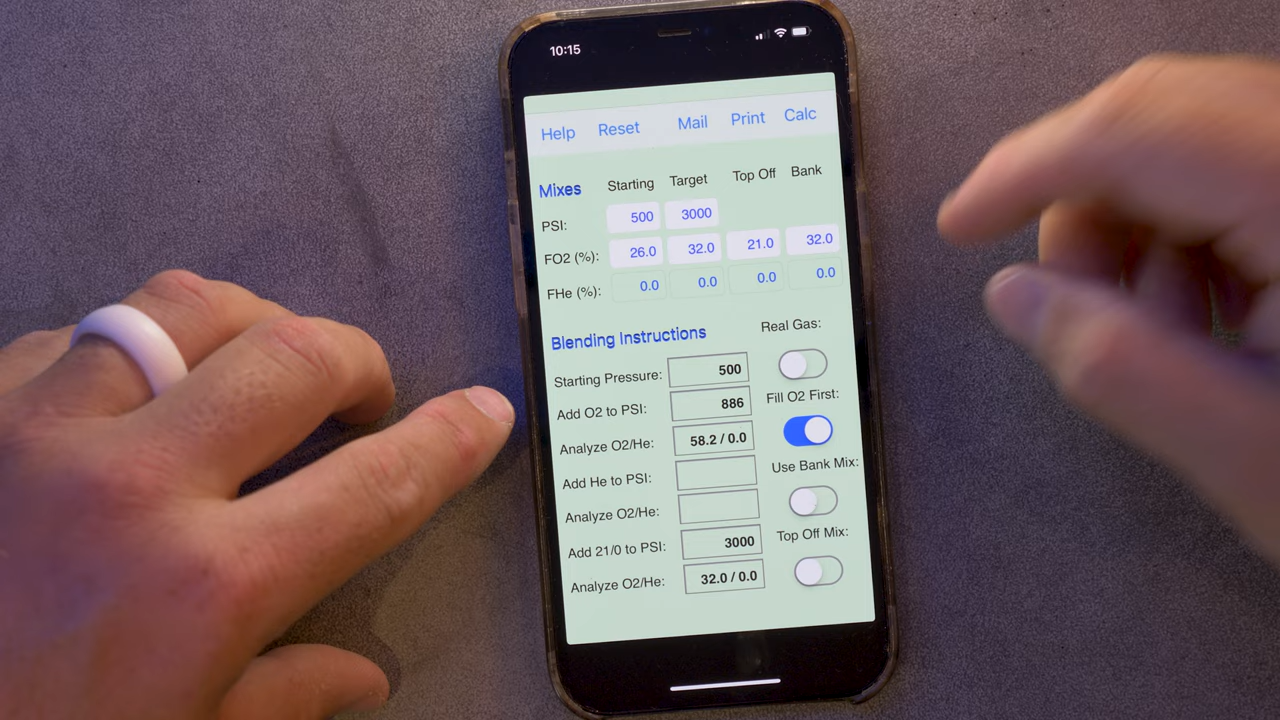 10:15
Help Reset Mail Print Calc
Mixes Starting Target Top Off Bank
PSI: 500 3000
FO2 (%): 26.0 32.0 21.0 32.0
FHe (%): 0.0 0.0 0.0 0.0
Blending Instructions Real Gas:
Starting Pressure: 500
Add O2 to PSI: 886 Fill O2 First:
Analyze O2/He: 58.2 / 0.0
Add He to PSI: Use Bank Mix:
Analyze O2/He:
Add 21/0 to PSI: 3000 Top Off Mix:
Analyze O2/He: 32.0 / 0.0